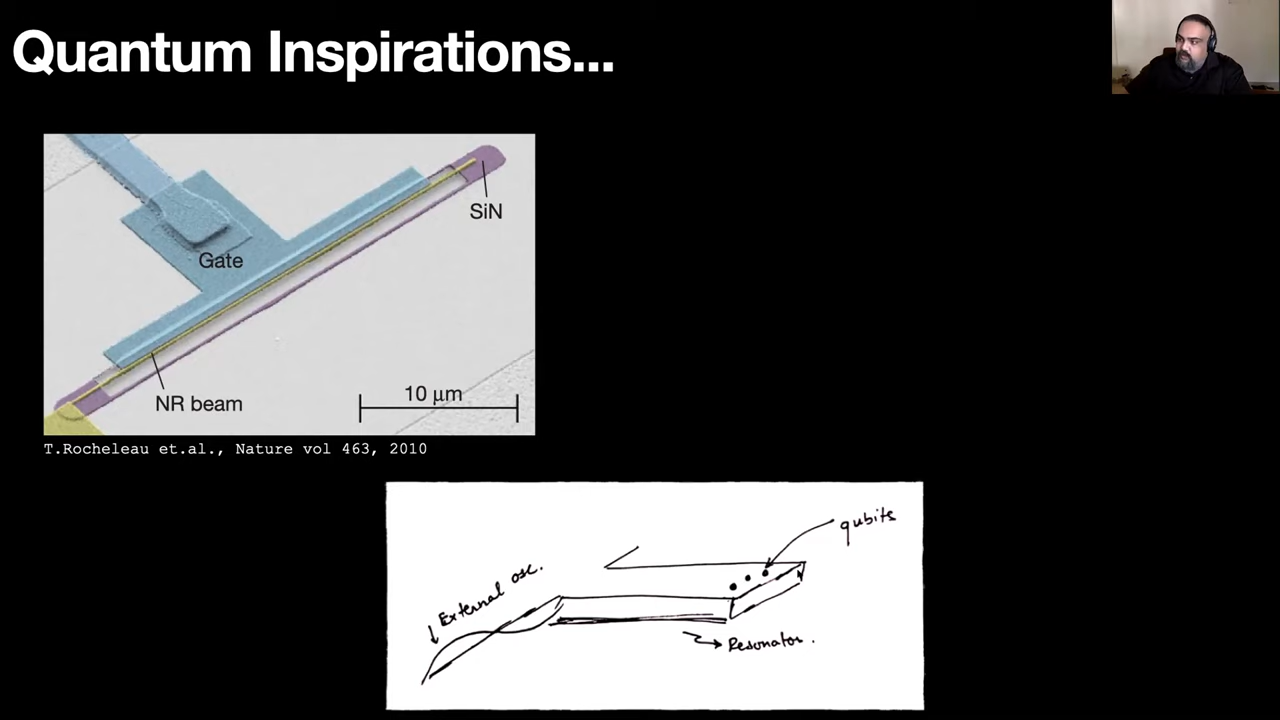 Quantum Inspirations...
SiN
Gate
10 μm
NR beam
T.Rocheleau et.al., Nature vol 463, 2010
qubits
External osc.
Resonator.